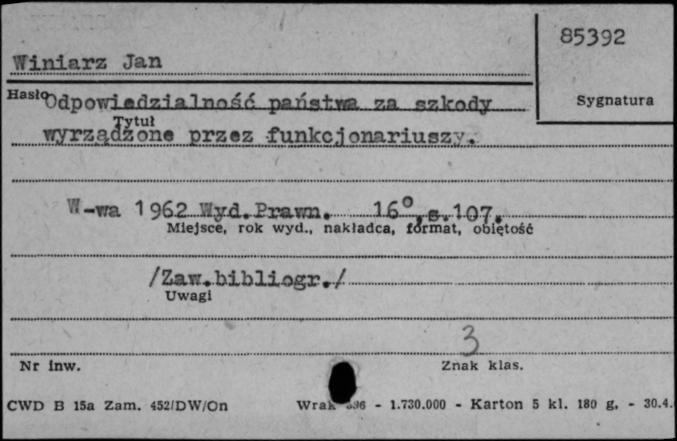 85392
Winiarz Jan
Hasło
Sygnatura
Odpowiedzialność państwa za szkody
Tytuł
wyrządzone przez funkcjonariuszy.
W-wa 1962 Wyd.Prawn. 16°, s.107.
Miejsce, rok wyd., nakładca, format, objętość
/Zaw.bibliogr./
Uwagi
3
Nr inw. Znak klas.
CWD B 15a Zam. 452/DW/On - 1.730.000 - Karton 5 kl. 180 g. - 30.4.